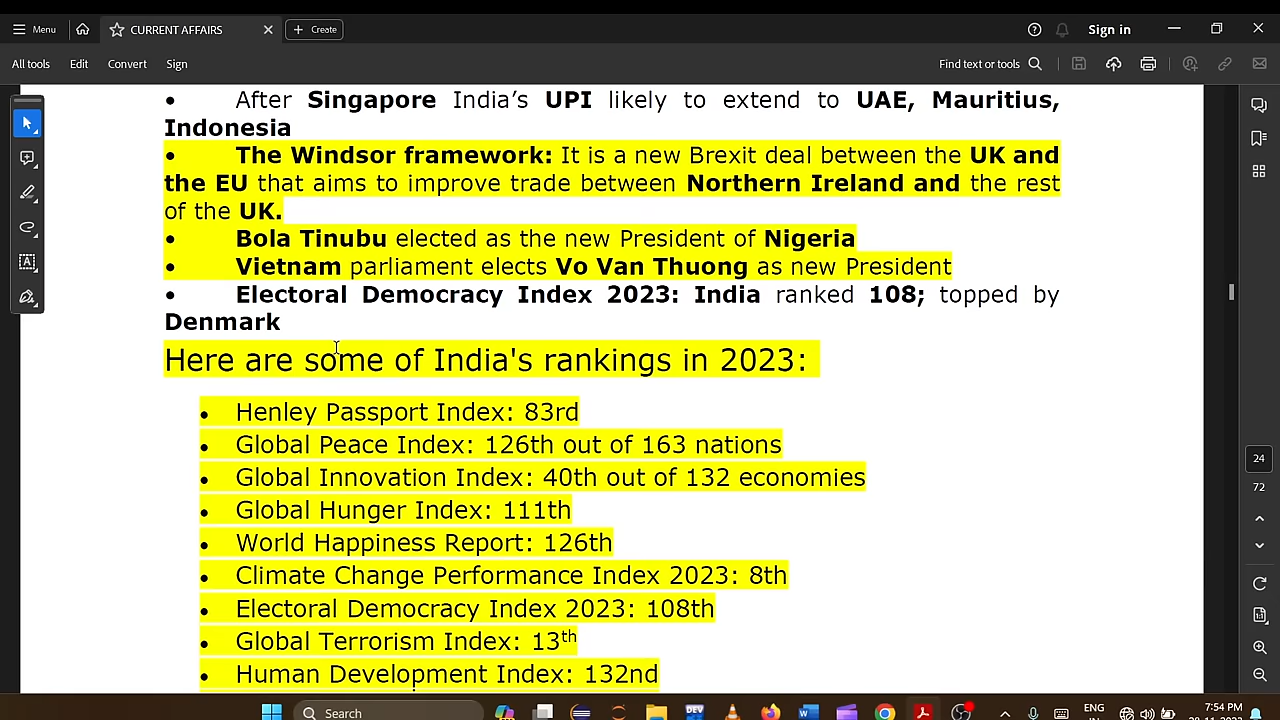 Menu
CURRENT AFFAIRS
Create
Sign in
All tools Edit Convert Sign
Find text or tools
• After Singapore India’s UPI likely to extend to UAE, Mauritius,
Indonesia
• The Windsor framework: It is a new Brexit deal between the UK and
the EU that aims to improve trade between Northern Ireland and the rest
of the UK.
• Bola Tinubu elected as the new President of Nigeria
• Vietnam parliament elects Vo Van Thuong as new President
• Electoral Democracy Index 2023: India ranked 108; topped by
Denmark
Here are some of India's rankings in 2023:
• Henley Passport Index: 83rd
• Global Peace Index: 126th out of 163 nations
• Global Innovation Index: 40th out of 132 economies
• Global Hunger Index: 111th
• World Happiness Report: 126th
• Climate Change Performance Index 2023: 8th
• Electoral Democracy Index 2023: 108th
• Global Terrorism Index: 13th
• Human Development Index: 132nd
24
72
Search
DEV
ENG
IN
7:54 PM